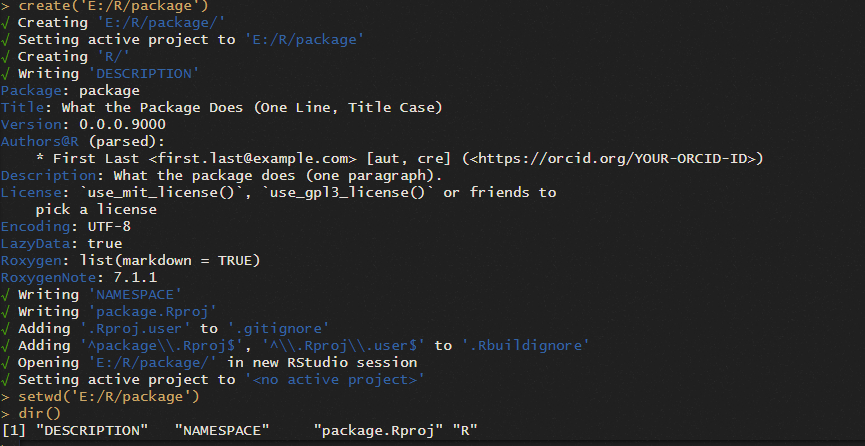 > create('E:/R/package')
√ Creating 'E:/R/package/'
√ Setting active project to 'E:/R/package'
√ Creating 'R/'
√ Writing 'DESCRIPTION'
Package: package
Title: What the Package Does (One Line, Title Case)
Version: 0.0.0.9000
Authors@R (parsed):
    * First Last <first.last@example.com> [aut, cre] (<https://orcid.org/YOUR-ORCID-ID>)
Description: What the package does (one paragraph).
License: `use_mit_license()`, `use_gpl3_license()` or friends to
    pick a license
Encoding: UTF-8
LazyData: true
Roxygen: list(markdown = TRUE)
RoxygenNote: 7.1.1
√ Writing 'NAMESPACE'
√ Writing 'package.Rproj'
√ Adding '.Rproj.user' to '.gitignore'
√ Adding '^package\\.Rproj$', '^\\.Rproj\\.user$' to '.Rbuildignore'
√ Opening 'E:/R/package/' in new RStudio session
√ Setting active project to '<no active project>'
> setwd('E:/R/package')
> dir()
[1] "DESCRIPTION"   "NAMESPACE"     "package.Rproj" "R"